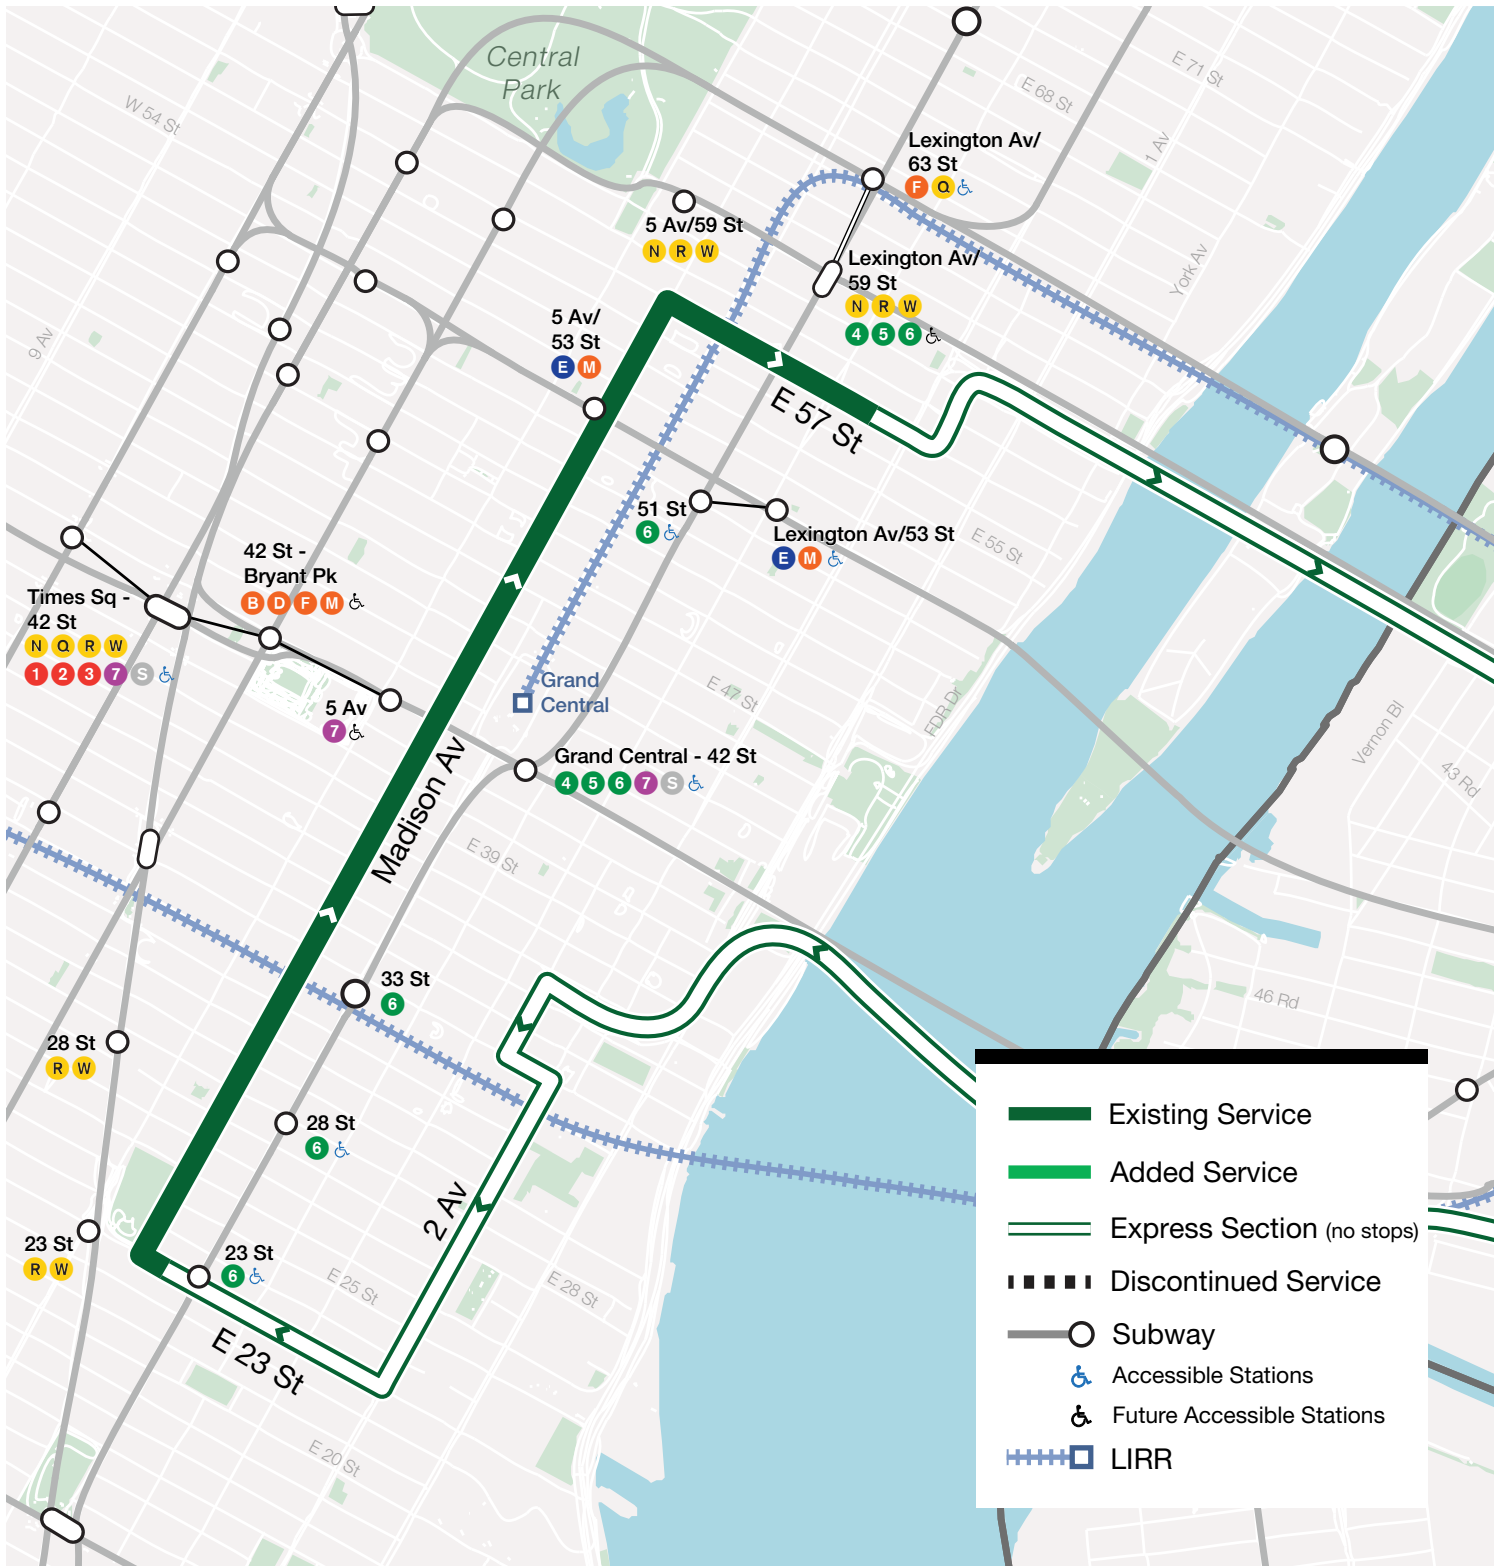 Central
Park
E 71 St
E 68 St
W 54 St
1 Av
Lexington Av/
63 St
F Q
5 Av/59 St
N R W
York Av
Lexington Av/
59 St
N R W
4 5 6
9 Av
5 Av/
53 St
E M
E 57 St
51 St
6
Lexington Av/53 St
E M
E 55 St
42 St -
Bryant Pk
B D F M
Times Sq -
42 St
N Q R W
1 2 3 7 S
5 Av
7
Grand
Central
E 47 St
FDR Dr
Vernon Bl
43 Rd
Madison Av
Grand Central - 42 St
4 5 6 7 S
E 39 St
33 St
6
46 Rd
28 St
R W
28 St
6
2 Av
23 St
R W
23 St
6
E 25 St
E 28 St
E 23 St
E 20 St
Existing Service
Added Service
Express Section (no stops)
Discontinued Service
Subway
Accessible Stations
Future Accessible Stations
LIRR